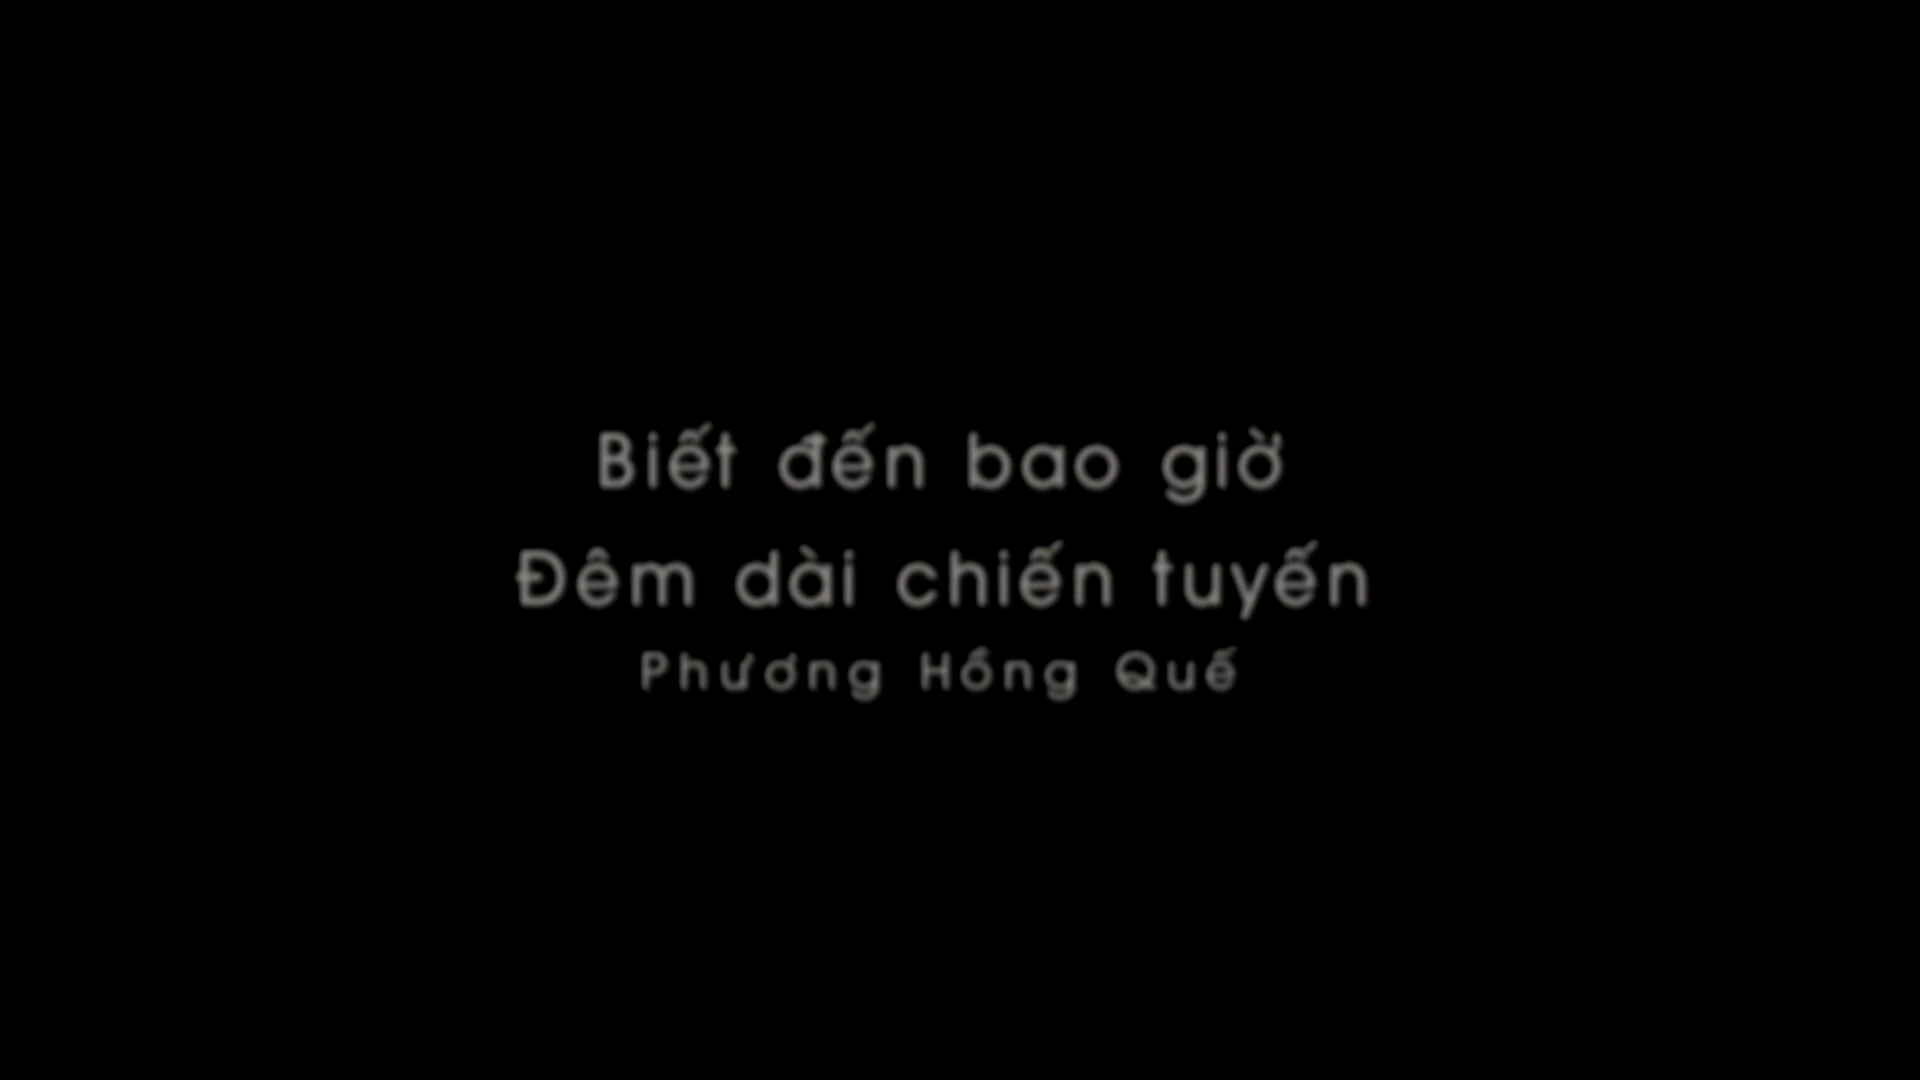 Biết đến bao giờ
Đêm dài chiến tuyến
Phương Hồng Quế